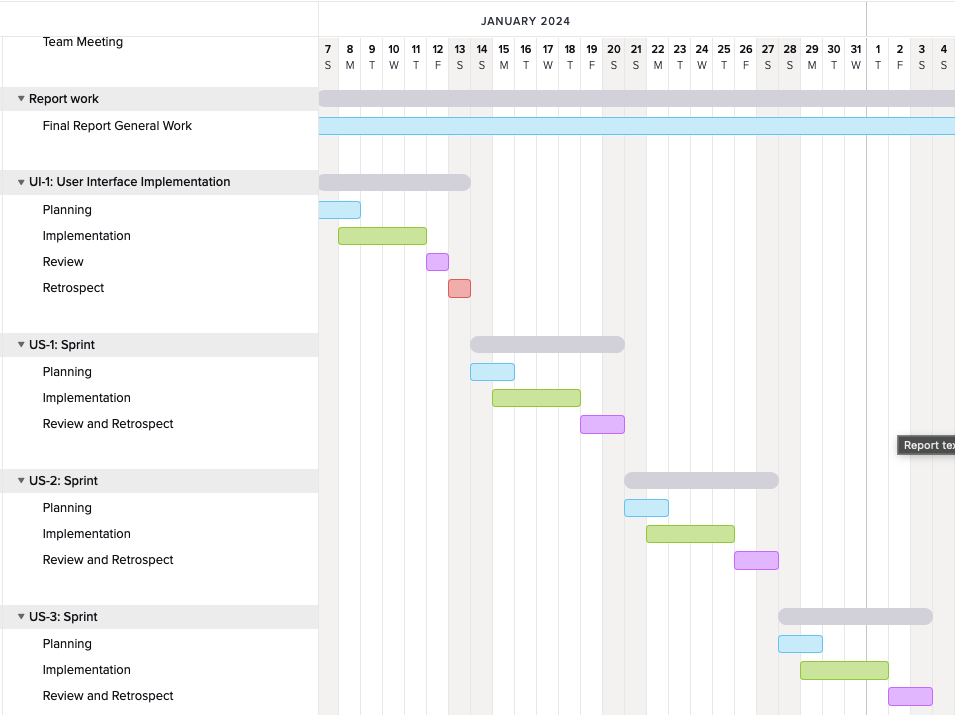 JANUARY 2024
Team Meeting
7 8 9 10 11 12 13 14 15 16 17 18 19 20 21 22 23 24 25 26 27 28 29 30 31 1 2 3 4
S M T W T F S S M T W T F S S M T W T F S S M T W T F S S
Report work
Final Report General Work
UI-1: User Interface Implementation
Planning
Implementation
Review
Retrospect
US-1: Sprint
Planning
Implementation
Review and Retrospect
Report tex
US-2: Sprint
Planning
Implementation
Review and Retrospect
US-3: Sprint
Planning
Implementation
Review and Retrospect